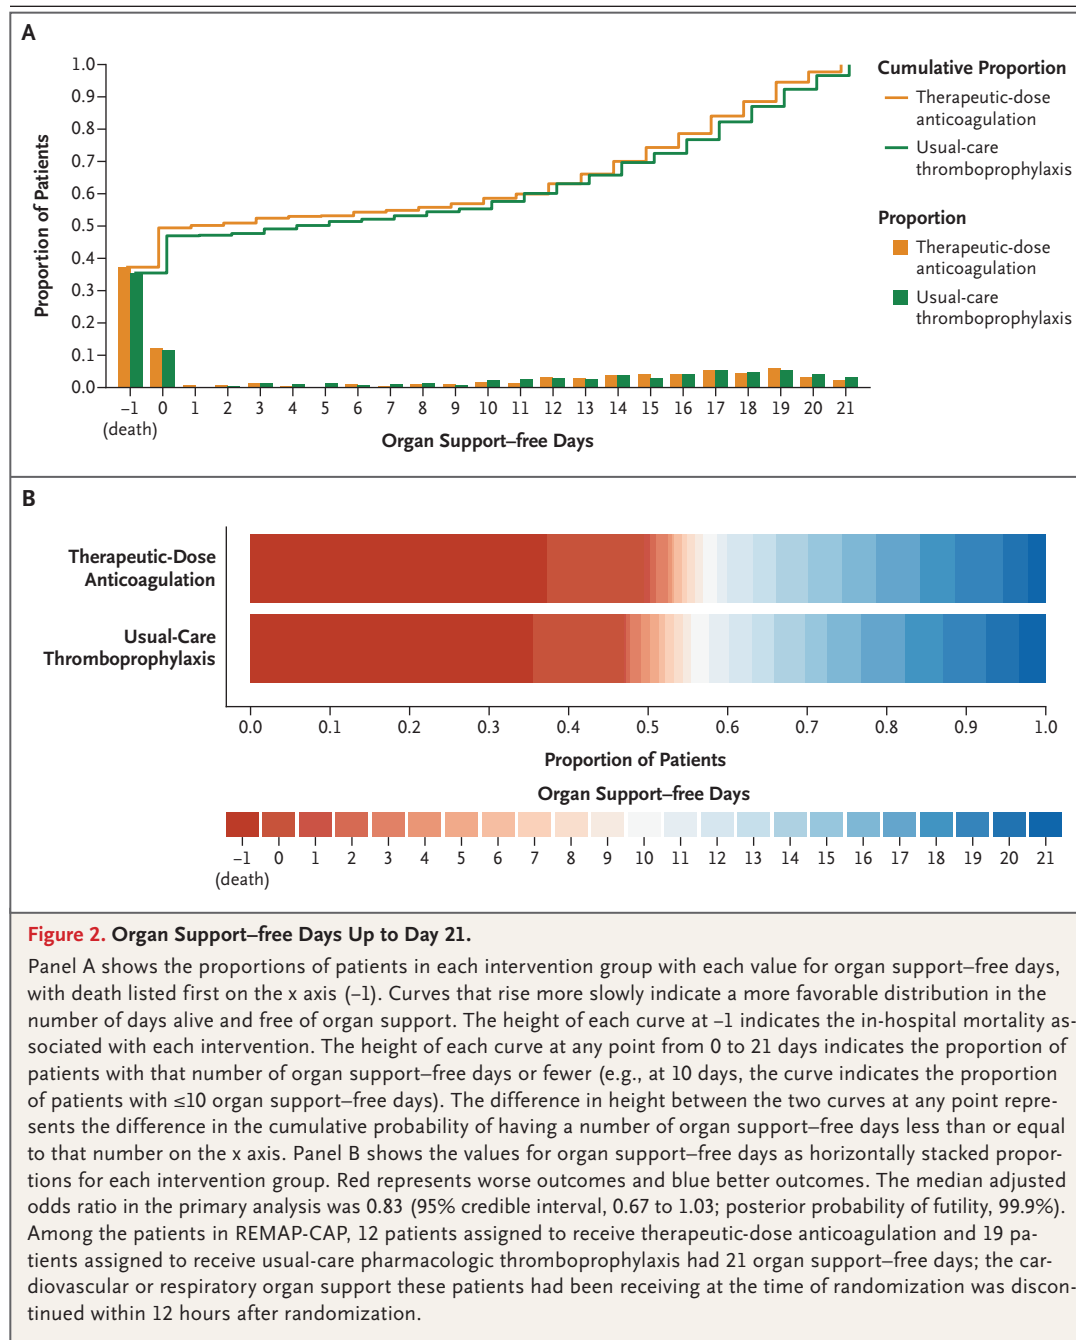 A
1.0
0.9
0.8
0.7
0.6
0.5
0.4
0.3
0.2
0.1
0.0
Proportion of Patients
–1 0 1 2 3 4 5 6 7 8 9 10 11 12 13 14 15 16 17 18 19 20 21
(death)
Organ Support–free Days
Cumulative Proportion
Therapeutic-dose
anticoagulation
Usual-care
thromboprophylaxis
Proportion
Therapeutic-dose
anticoagulation
Usual-care
thromboprophylaxis
B
Therapeutic-Dose
Anticoagulation
Usual-Care
Thromboprophylaxis
0.0 0.1 0.2 0.3 0.4 0.5 0.6 0.7 0.8 0.9 1.0
Proportion of Patients
Organ Support–free Days
–1 0 1 2 3 4 5 6 7 8 9 10 11 12 13 14 15 16 17 18 19 20 21
(death)
Figure 2. Organ Support–free Days Up to Day 21.
Panel A shows the proportions of patients in each intervention group with each value for organ support–free days,
with death listed first on the x axis (–1). Curves that rise more slowly indicate a more favorable distribution in the
number of days alive and free of organ support. The height of each curve at –1 indicates the in-hospital mortality as-
sociated with each intervention. The height of each curve at any point from 0 to 21 days indicates the proportion of
patients with that number of organ support–free days or fewer (e.g., at 10 days, the curve indicates the proportion
of patients with ≤10 organ support–free days). The difference in height between the two curves at any point repre-
sents the difference in the cumulative probability of having a number of organ support–free days less than or equal
to that number on the x axis. Panel B shows the values for organ support–free days as horizontally stacked propor-
tions for each intervention group. Red represents worse outcomes and blue better outcomes. The median adjusted
odds ratio in the primary analysis was 0.83 (95% credible interval, 0.67 to 1.03; posterior probability of futility, 99.9%).
Among the patients in REMAP-CAP, 12 patients assigned to receive therapeutic-dose anticoagulation and 19 pa-
tients assigned to receive usual-care pharmacologic thromboprophylaxis had 21 organ support–free days; the car-
diovascular or respiratory organ support these patients had been receiving at the time of randomization was discon-
tinued within 12 hours after randomization.